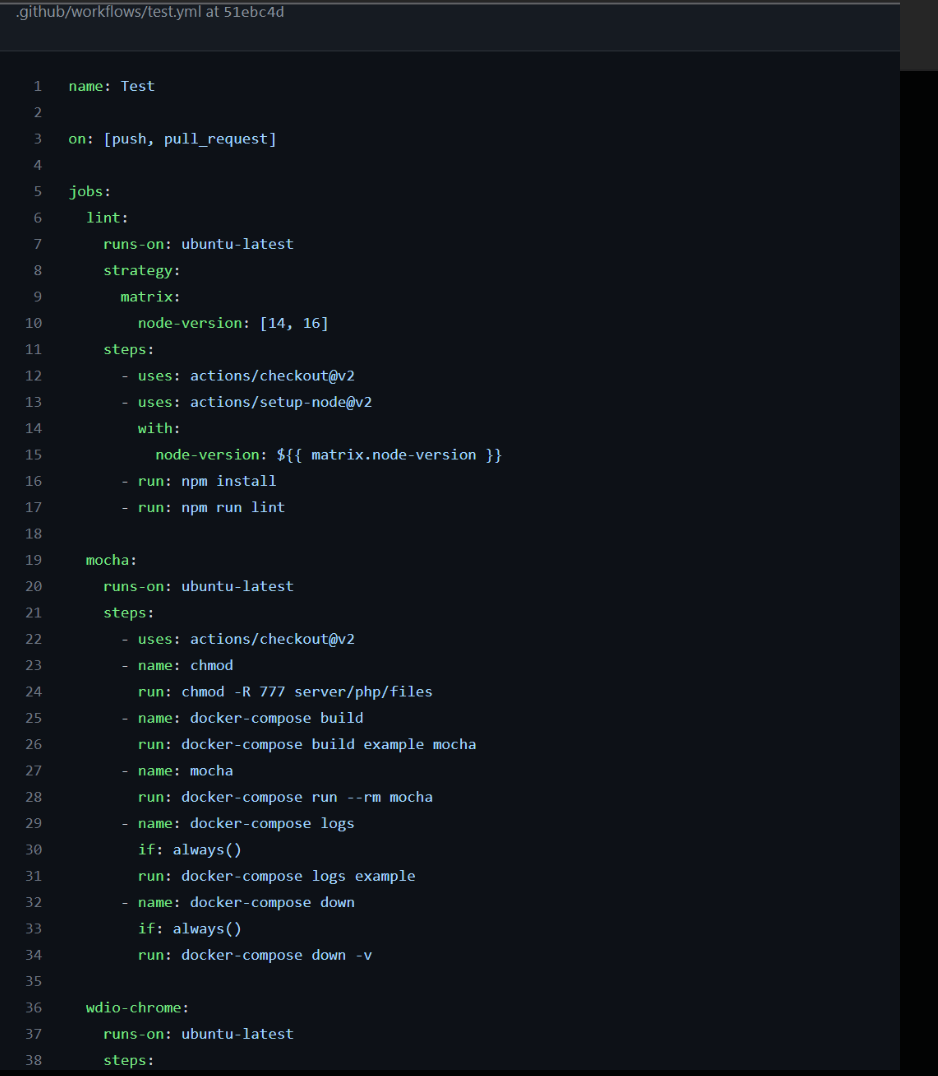 .github/workflows/test.yml at 51ebc4d
1 name: Test
2
3 on: [push, pull_request]
4
5 jobs:
6   lint:
7     runs-on: ubuntu-latest
8     strategy:
9       matrix:
10         node-version: [14, 16]
11     steps:
12       - uses: actions/checkout@v2
13       - uses: actions/setup-node@v2
14         with:
15           node-version: ${{ matrix.node-version }}
16       - run: npm install
17       - run: npm run lint
18
19   mocha:
20     runs-on: ubuntu-latest
21     steps:
22       - uses: actions/checkout@v2
23       - name: chmod
24         run: chmod -R 777 server/php/files
25       - name: docker-compose build
26         run: docker-compose build example mocha
27       - name: mocha
28         run: docker-compose run --rm mocha
29       - name: docker-compose logs
30         if: always()
31         run: docker-compose logs example
32       - name: docker-compose down
33         if: always()
34         run: docker-compose down -v
35
36   wdio-chrome:
37     runs-on: ubuntu-latest
38     steps: